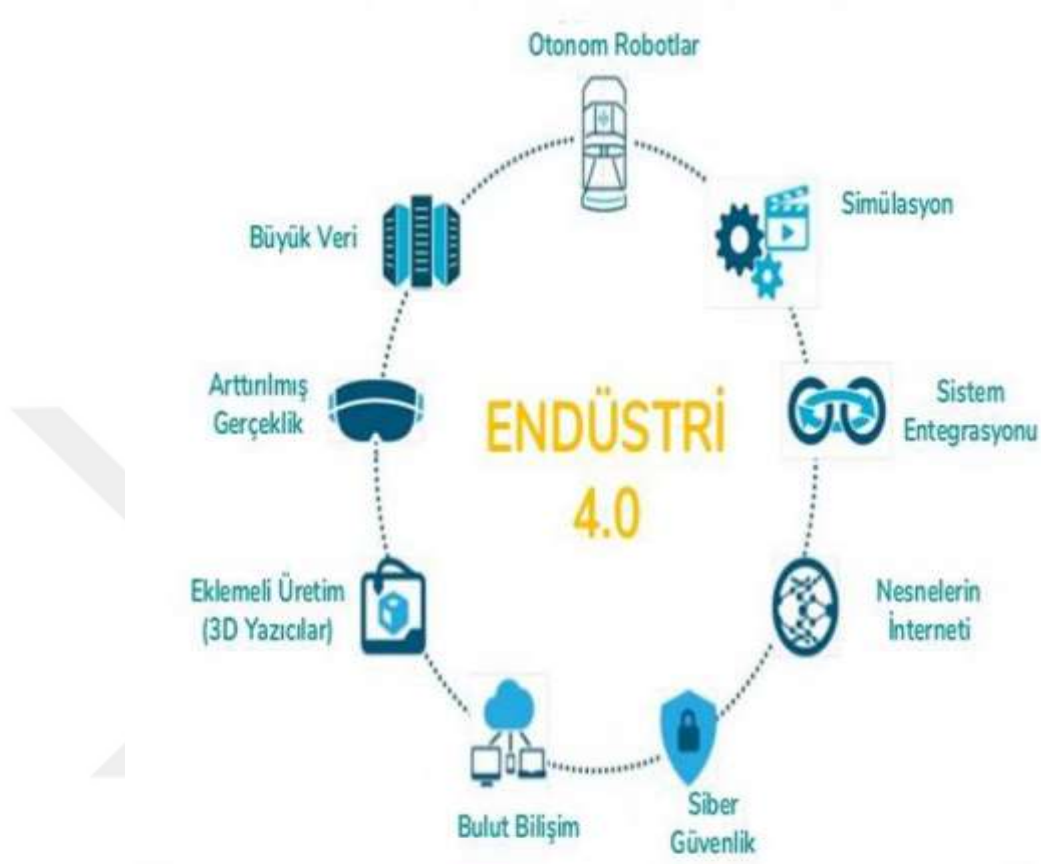 Otonom Robotlar
Simülasyon
Büyük Veri
Arttırılmış
Gerçeklik
ENDÜSTRİ
4.0
Sistem
Entegrasyonu
Eklemeli Üretim
(3D Yazıcılar)
Nesnelerin
İnterneti
Bulut Bilişim
Siber
Güvenlik